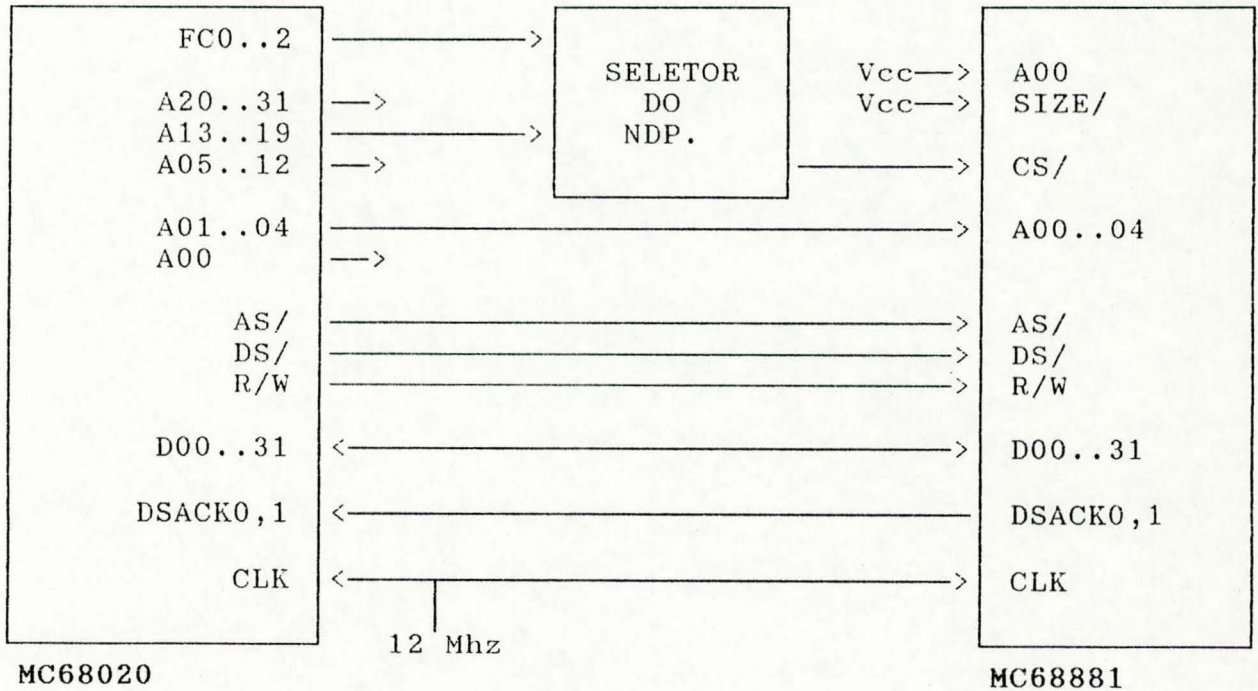 FC0..2
A20..31
A13..19
A05..12
A01..04
A00
AS/
DS/
R/W
D00..31
DSACK0,1
CLK
MC68020
SELETOR
DO
NDP.
12 Mhz
Vcc
Vcc
A00
SIZE/
CS/
A00..04
AS/
DS/
R/W
D00..31
DSACK0,1
CLK
MC68881